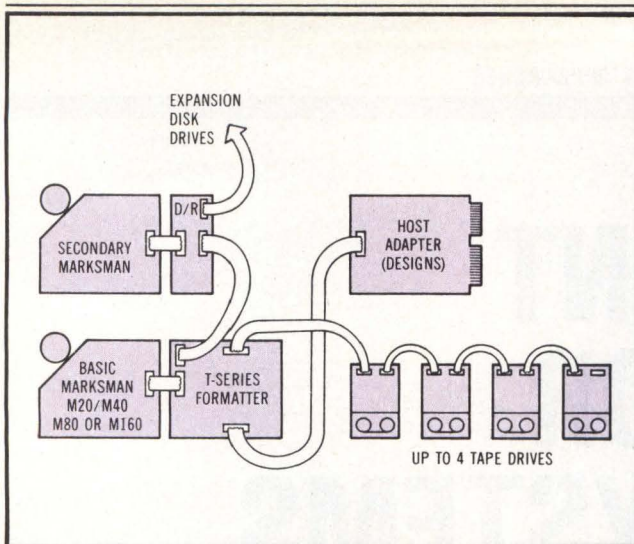 EXPANSION
DISK
DRIVES
D/R
SECONDARY
MARKSMAN
HOST
ADAPTER
(DESIGNS)
BASIC
MARKSMAN
M20/M40
M80 OR M160
T-SERIES
FORMATTER
UP TO 4 TAPE DRIVES